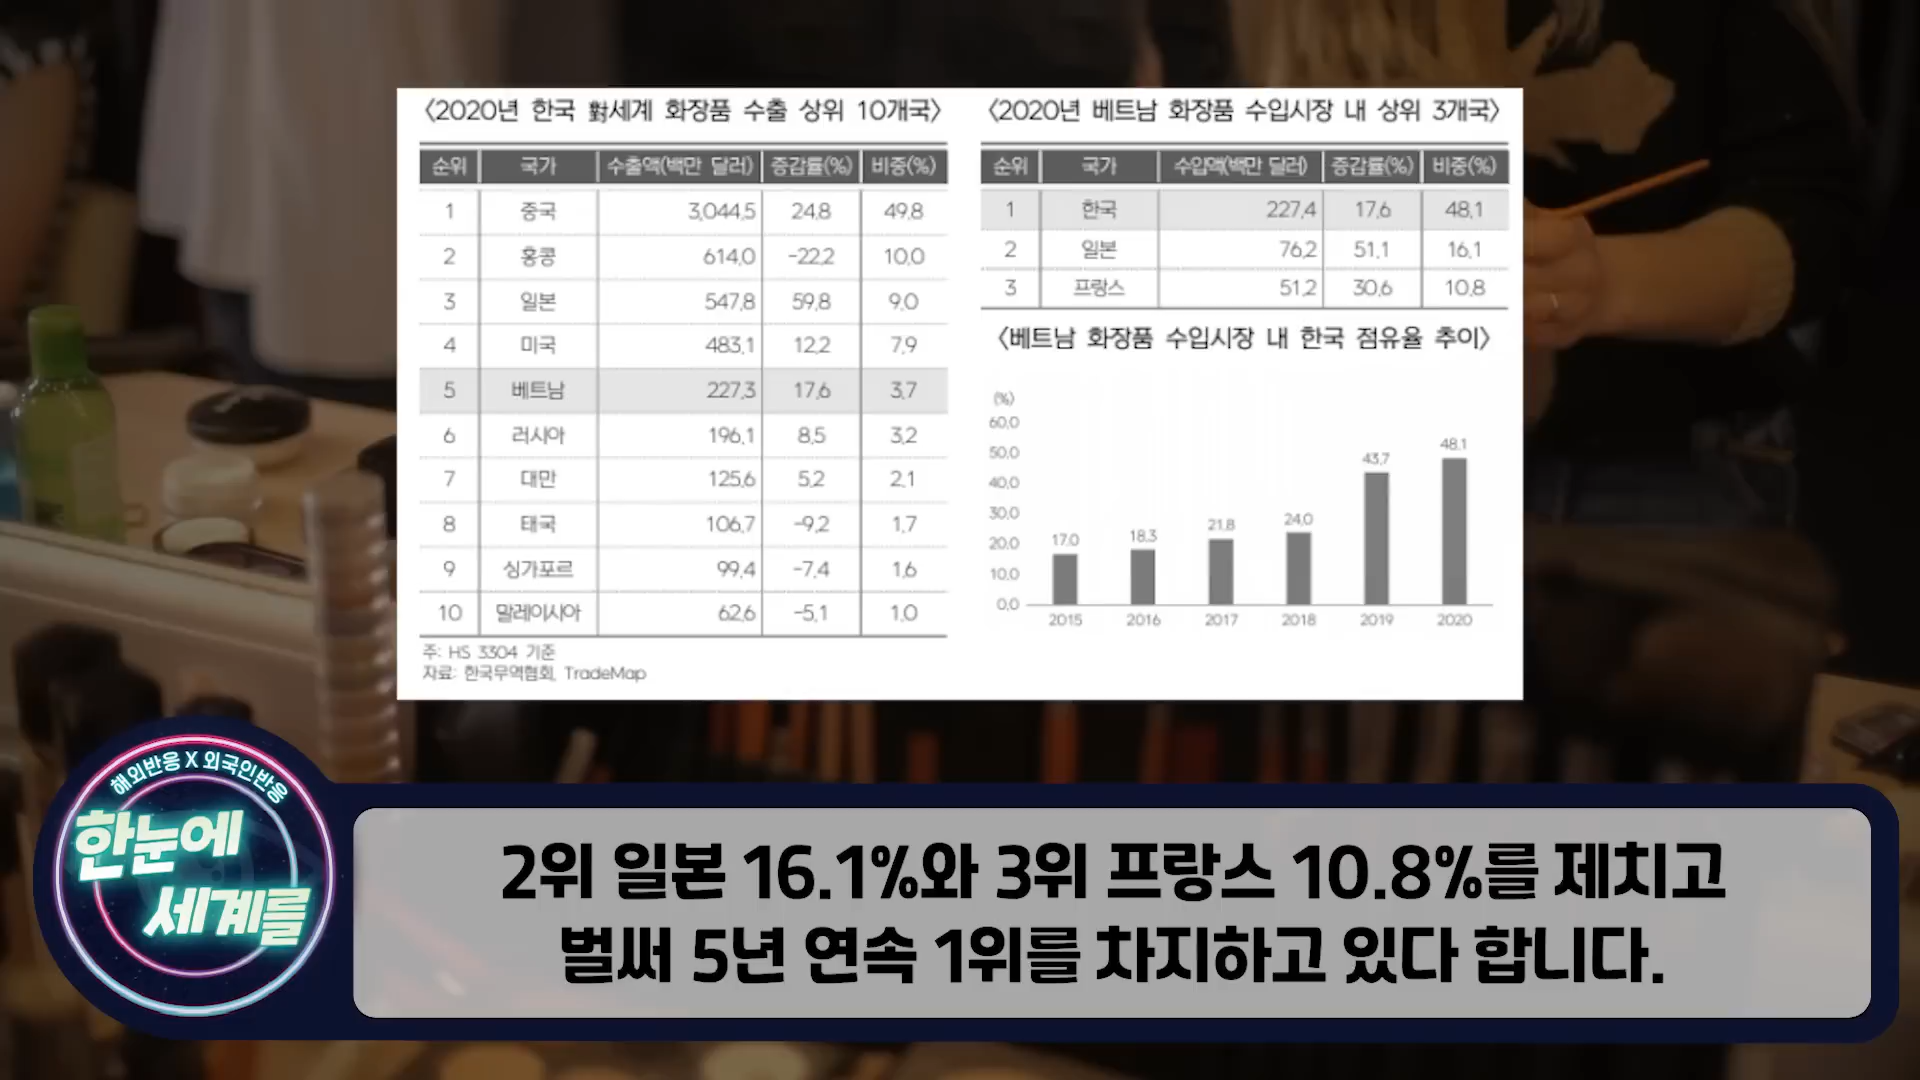 〈2020년 한국 對세계 화장품 수출 상위 10개국〉
순위 국가 수출액(백만 달러) 증감률(%) 비중(%)
1 중국 3,044.5 24.8 49.8
2 홍콩 614.0 -22.2 10.0
3 일본 547.8 59.8 9.0
4 미국 483.1 12.2 7.9
5 베트남 227.3 17.6 3.7
6 러시아 196.1 8.5 3.2
7 대만 125.6 5.2 2.1
8 태국 106.7 -9.2 1.7
9 싱가포르 99.4 -7.4 1.6
10 말레이시아 62.6 -5.1 1.0
주: HS 3304 기준
자료: 한국무역협회, TradeMap
〈2020년 베트남 화장품 수입시장 내 상위 3개국〉
순위 국가 수입액(백만 달러) 증감률(%) 비중(%)
1 한국 227.4 17.6 48.1
2 일본 76.2 51.1 16.1
3 프랑스 51.2 30.6 10.8
〈베트남 화장품 수입시장 내 한국 점유율 추이〉
(%)
60.0
50.0
40.0
30.0
20.0
10.0
0.0
17.0 18.3 21.8 24.0 43.7 48.1
2015 2016 2017 2018 2019 2020
해외반응 X 외국인반응
한눈에
세계를
2위 일본 16.1%와 3위 프랑스 10.8%를 제치고
벌써 5년 연속 1위를 차지하고 있다 합니다.